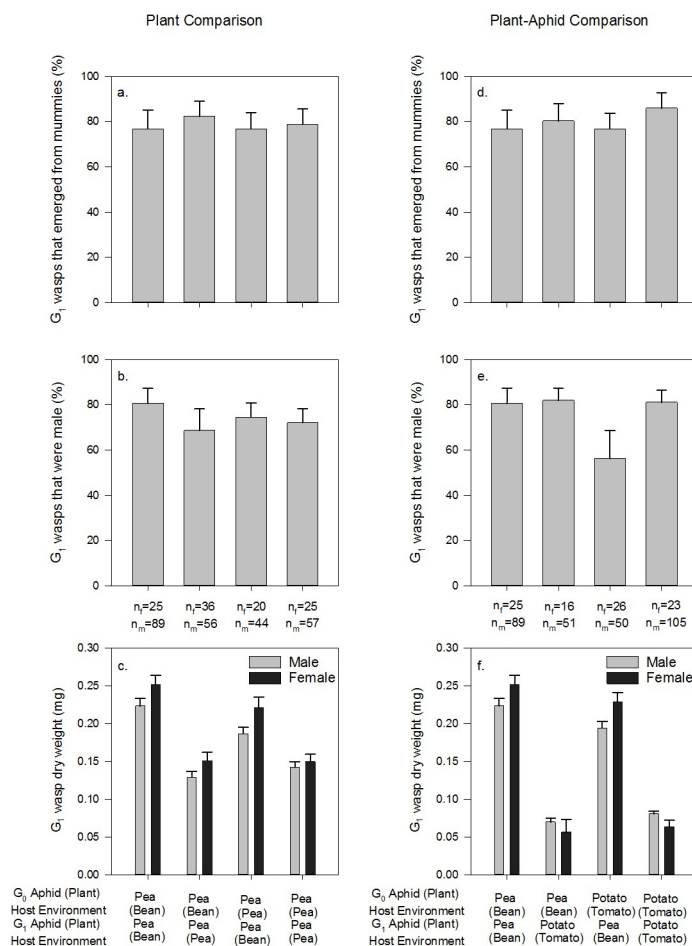 Plant Comparison
Plant-Aphid Comparison
G1 wasps that emerged from mummies (%)
100
80
60
40
20
0
a.
G1 wasps that emerged from mummies (%)
100
80
60
40
20
0
d.
G1 wasps that were male (%)
100
80
60
40
20
0
b.
nf=25 nf=36 nf=20 nf=25
nm=89 nm=56 nm=44 nm=57
G1 wasps that were male (%)
100
80
60
40
20
0
e.
nf=25 nf=16 nf=26 nf=23
nm=89 nm=51 nm=50 nm=105
G1 wasp dry weight (mg)
0.30
0.25
0.20
0.15
0.10
0.05
0.00
c.
Male
Female
G1 wasp dry weight (mg)
0.30
0.25
0.20
0.15
0.10
0.05
0.00
f.
Male
Female
G0 Aphid (Plant) Pea Pea Pea Pea
Host Environment (Bean) (Bean) (Pea) (Pea)
G1 Aphid (Plant) Pea Pea Pea Pea
Host Environment (Bean) (Pea) (Bean) (Pea)
G0 Aphid (Plant) Pea Pea Potato Potato
Host Environment (Bean) (Bean) (Tomato) (Tomato)
G1 Aphid (Plant) Pea Potato Pea Potato
Host Environment (Bean) (Tomato) (Bean) (Tomato)